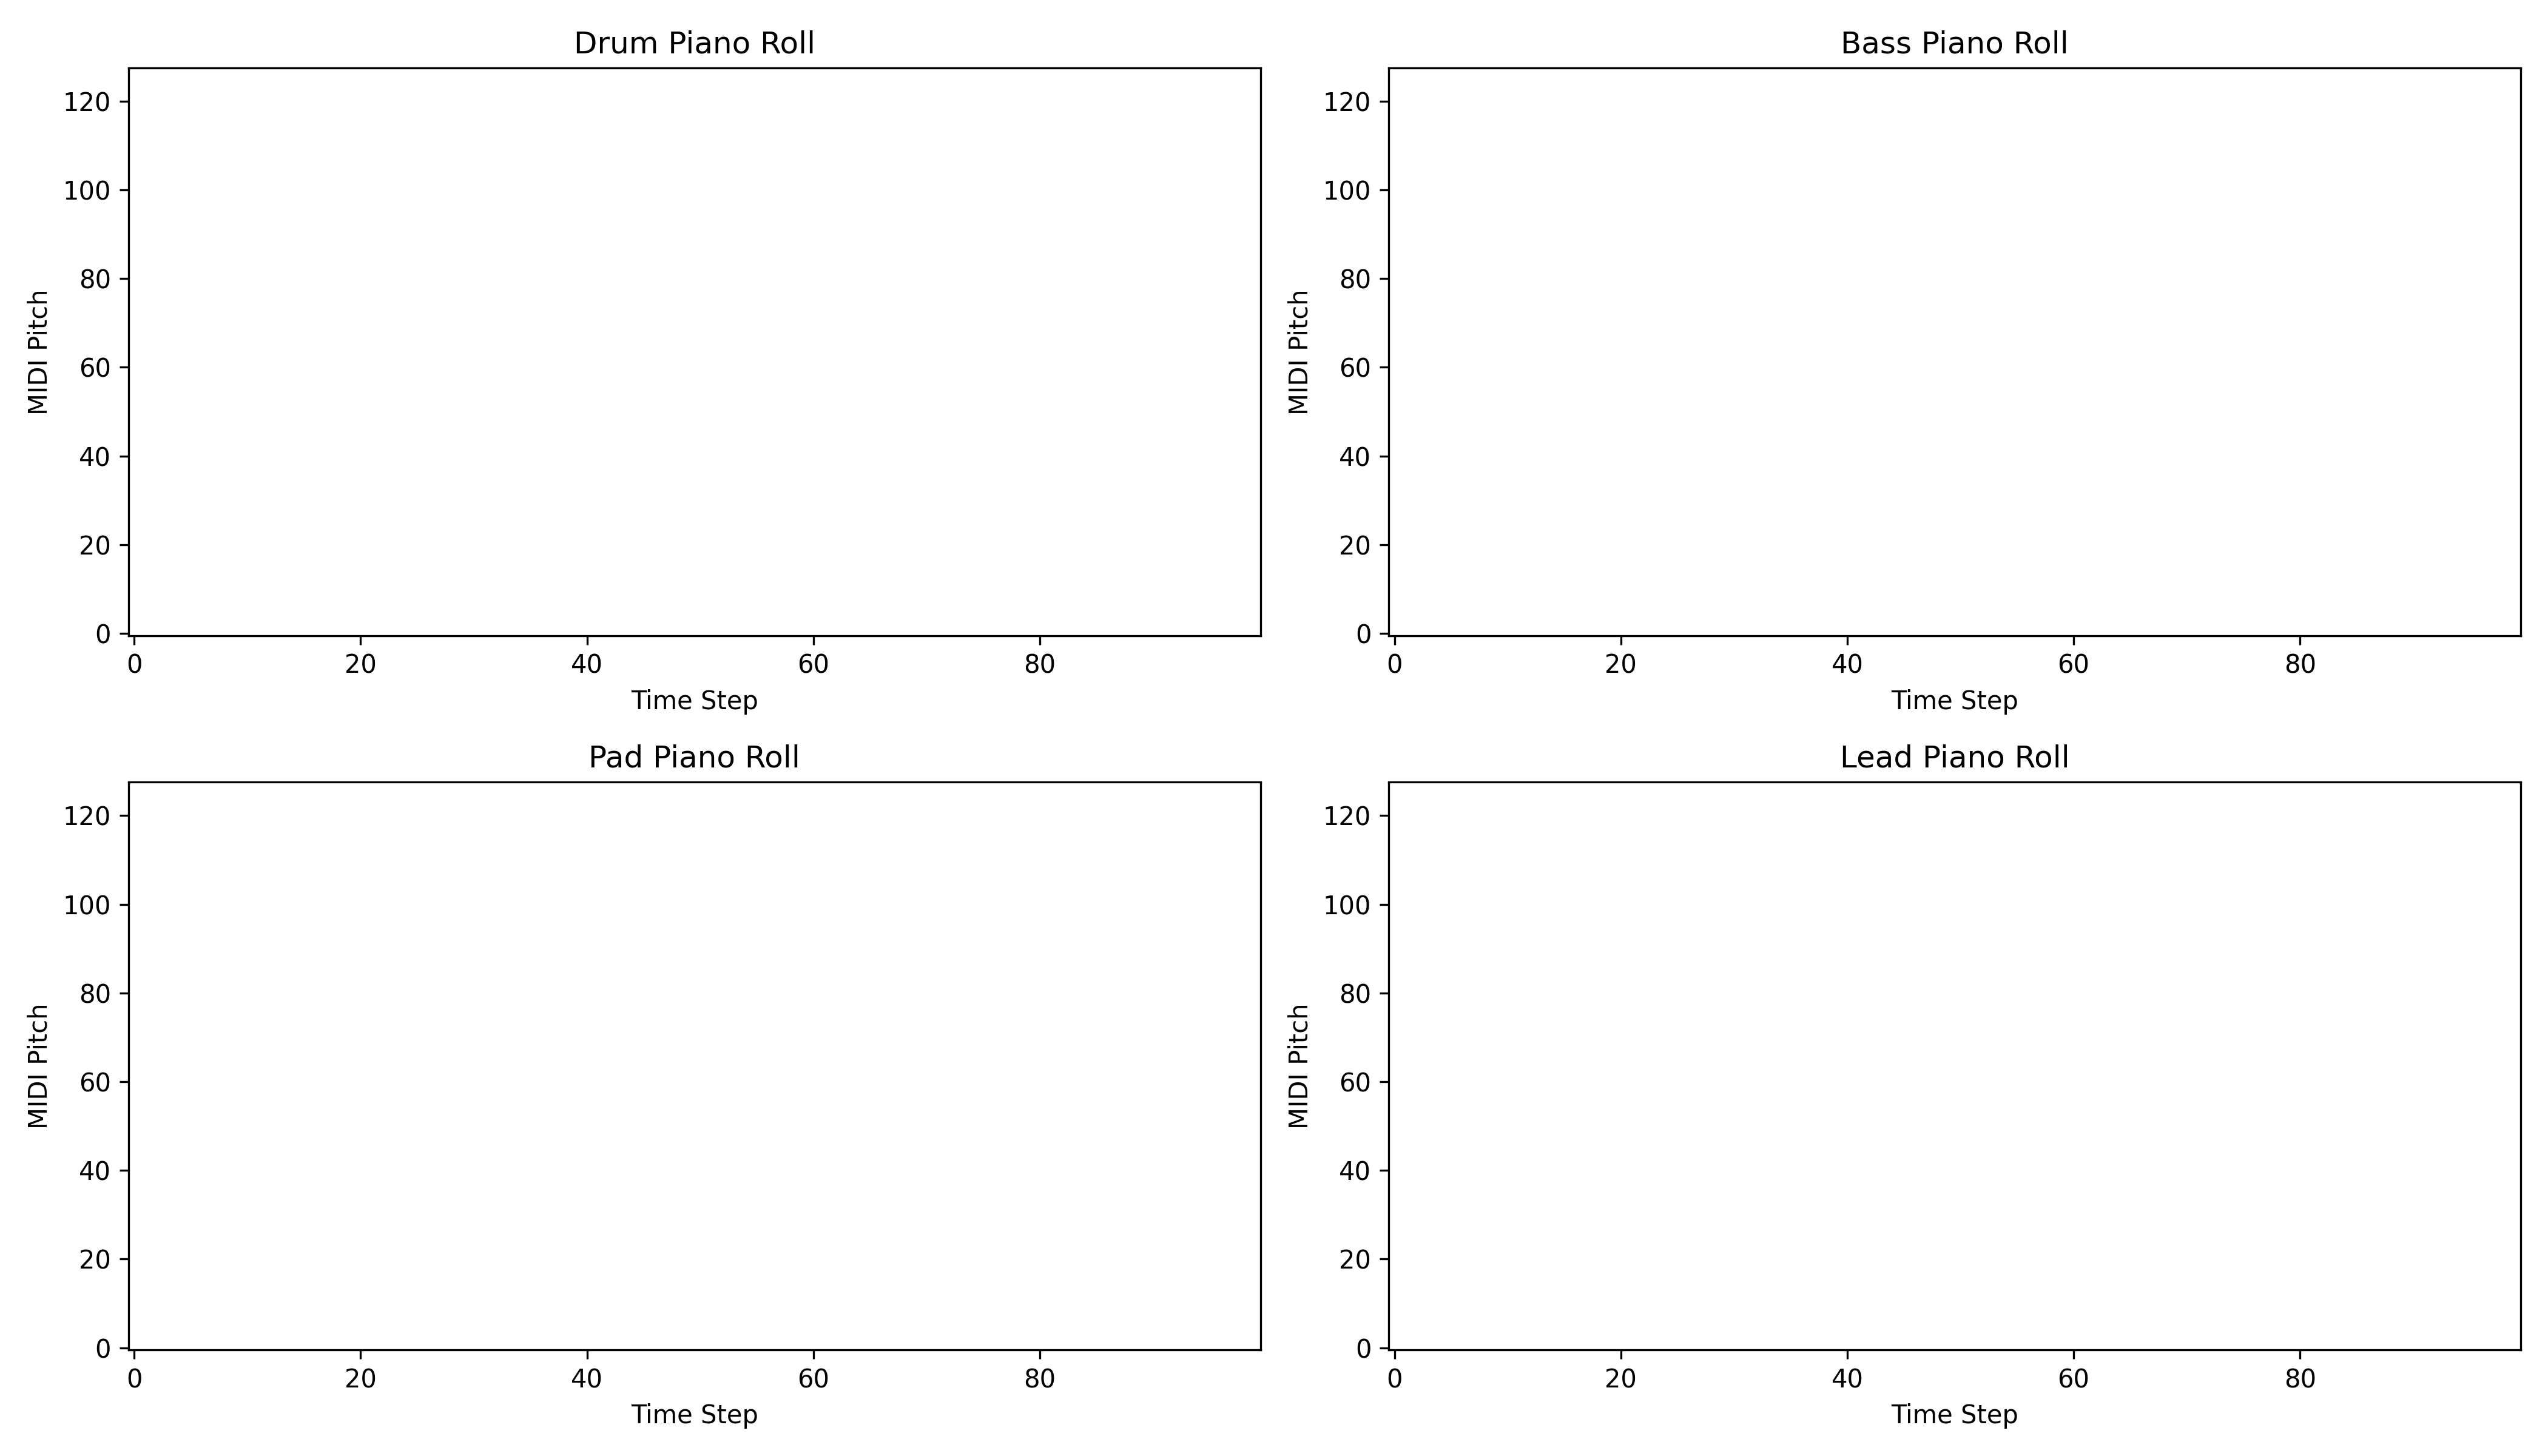 Drum Piano Roll
MIDI Pitch
120
100
80
60
40
20
0
0 20 40 60 80
Time Step
Bass Piano Roll
MIDI Pitch
120
100
80
60
40
20
0
0 20 40 60 80
Time Step
Pad Piano Roll
MIDI Pitch
120
100
80
60
40
20
0
0 20 40 60 80
Time Step
Lead Piano Roll
MIDI Pitch
120
100
80
60
40
20
0
0 20 40 60 80
Time Step